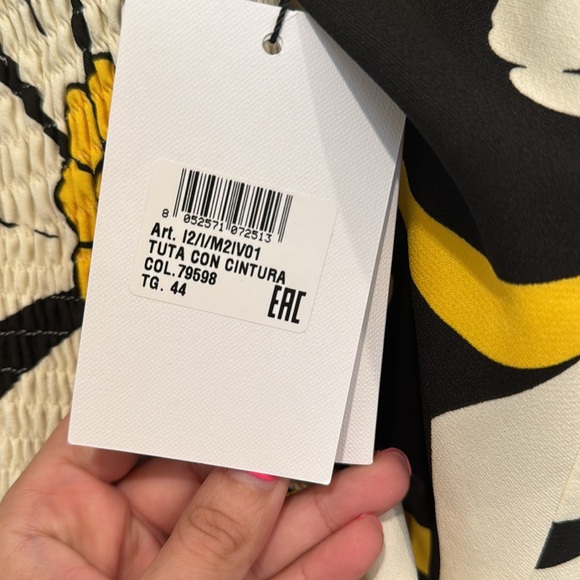 8 052571 072513
Art. I2/I/M2IV01
TUTA CON CINTURA
COL.79598
TG. 44
EAC